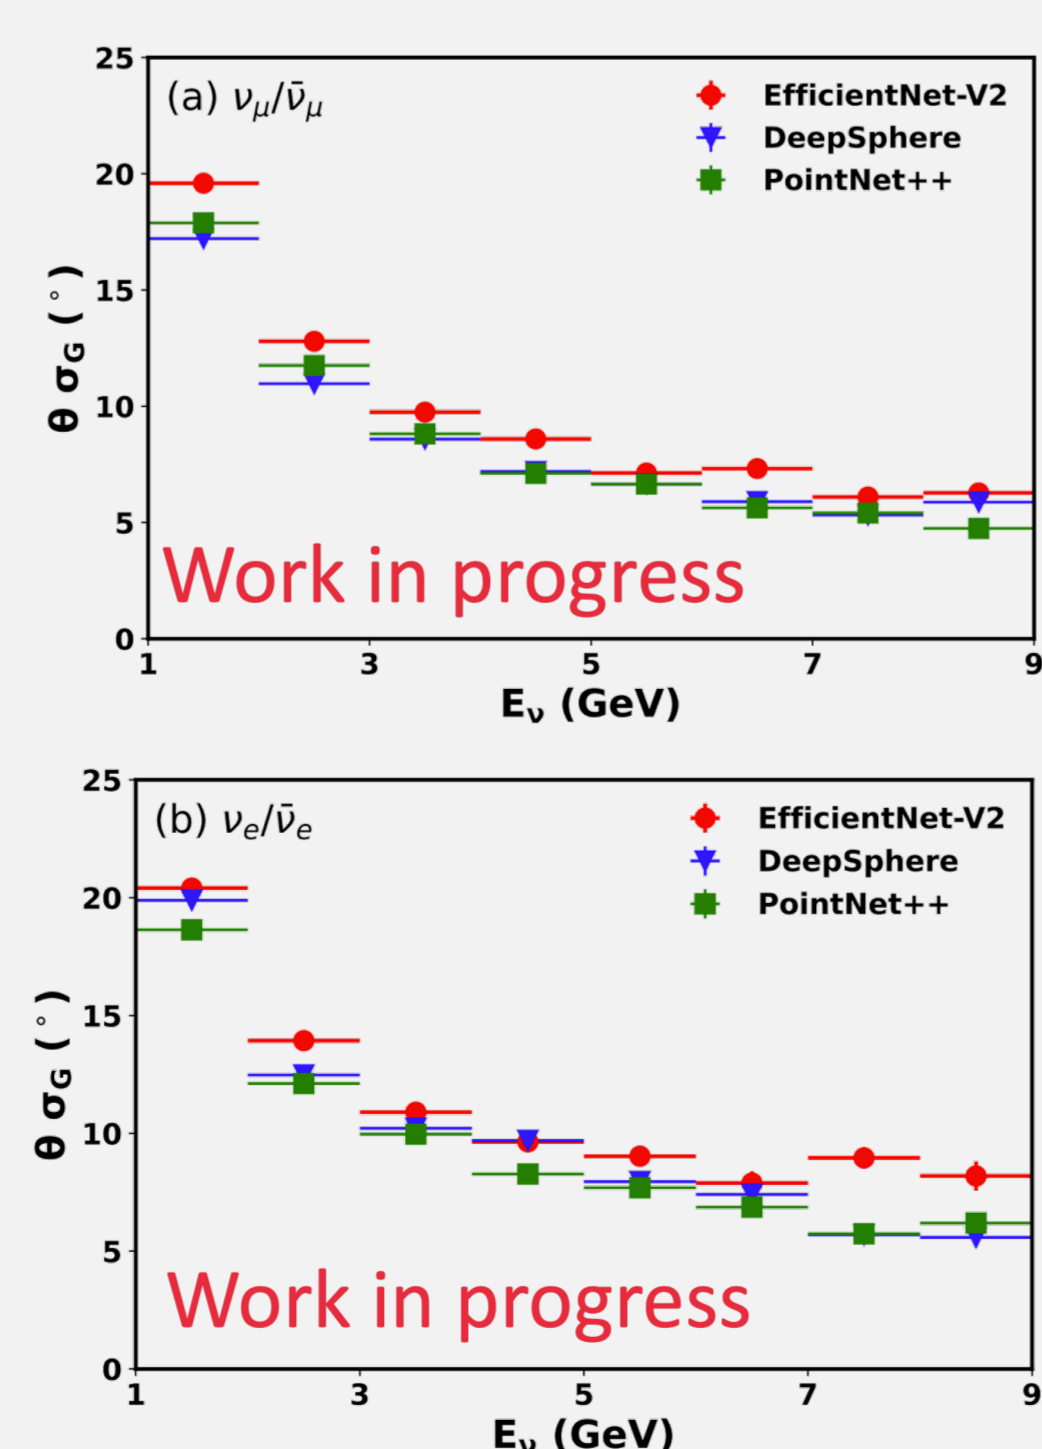 25
(a) νμ/ν̄μ
EfficientNet-V2
DeepSphere
PointNet++
20
15
10
5
0
θ σG (°)
Work in progress
1 3 5 7 9
Eν (GeV)
25
(b) νe/ν̄e
EfficientNet-V2
DeepSphere
PointNet++
20
15
10
5
0
θ σG (°)
Work in progress
1 3 5 7 9
Eν (GeV)